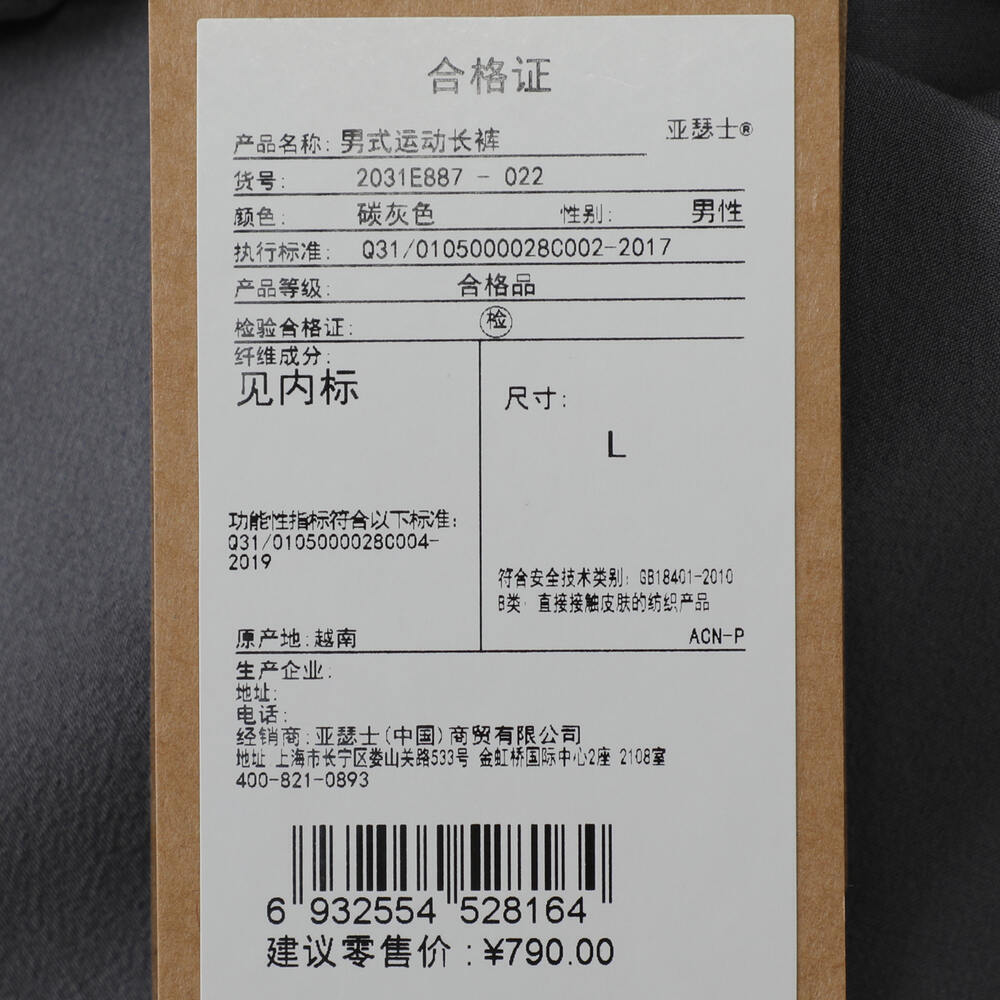 合格证
亚瑟士®
产品名称: 男式运动长裤
货号: 2031E887 - 022
颜色: 碳灰色 性别: 男性
执行标准: Q31/0105000028C002-2017
产品等级: 合格品
检验合格证: 检
纤维成分:
见内标
尺寸:
L
功能性指标符合以下标准:
Q31/0105000028C004-
2019
符合安全技术类别: GB18401-2010
B类: 直接接触皮肤的纺织产品
原产地:越南
ACN-P
生产企业:
地址:
电话:
经销商:亚瑟士(中国)商贸有限公司
地址 上海市长宁区娄山关路533号 金虹桥国际中心2座 2108室
400-821-0893
6 932554 528164
建议零售价 : ¥790.00